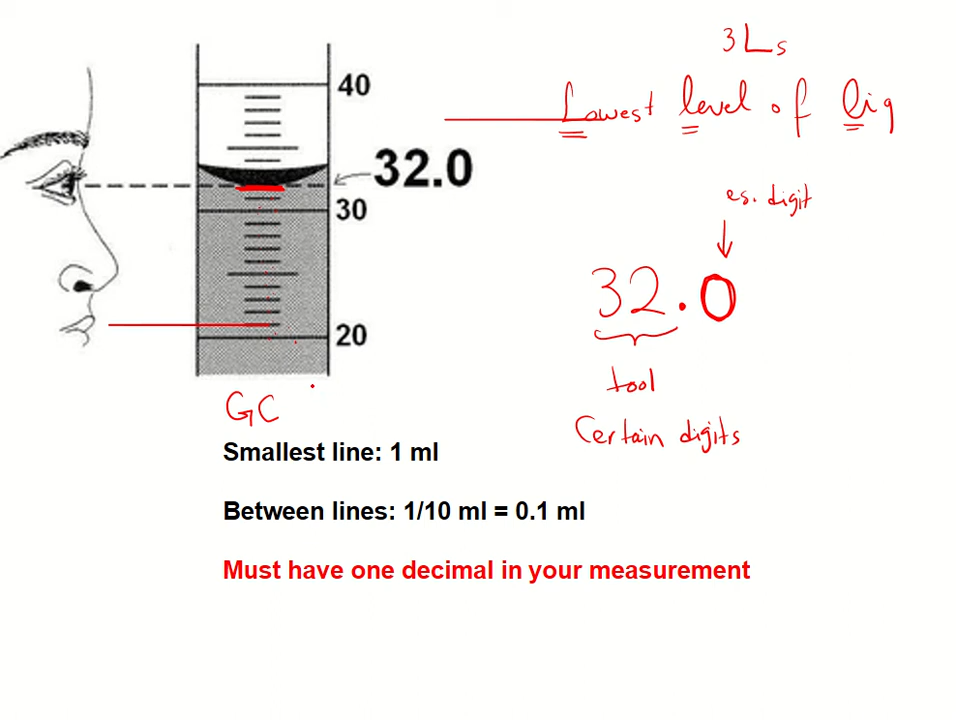 3Ls
Lowest level of liq
40
32.0
30
20
es. digit
32.0
tool
Certain digits
GC
Smallest line: 1 ml
Between lines: 1/10 ml = 0.1 ml
Must have one decimal in your measurement